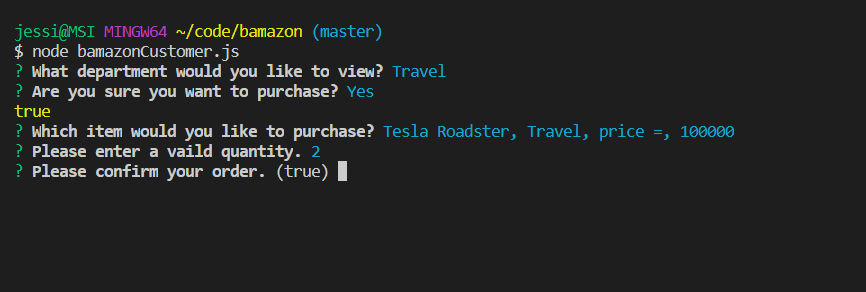 jessi@MSI MINGW64 ~/code/bamazon (master)
$ node bamazonCustomer.js
? What department would you like to view? Travel
? Are you sure you want to purchase? Yes
true
? Which item would you like to purchase? Tesla Roadster, Travel, price =, 100000
? Please enter a vaild quantity. 2
? Please confirm your order. (true)